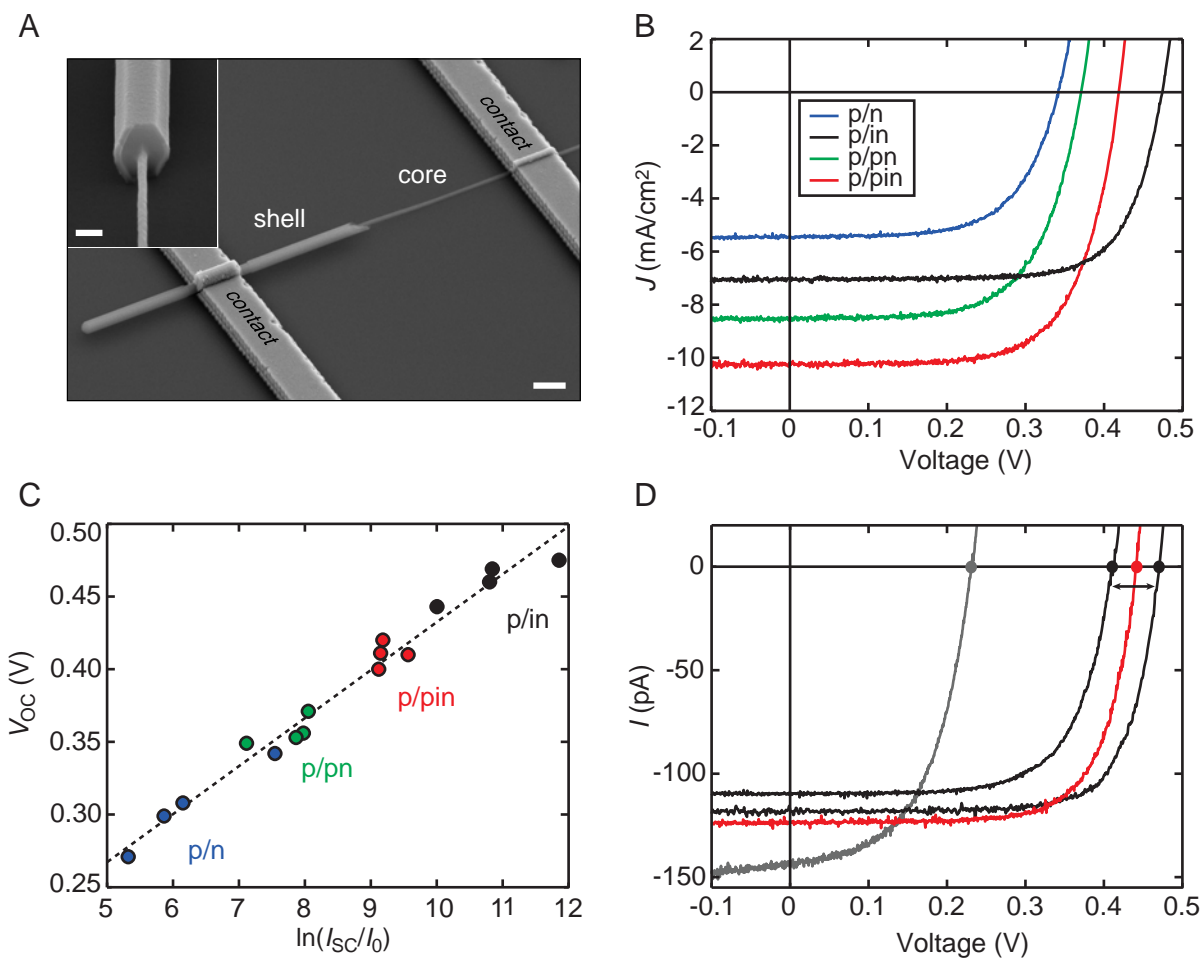 A
contact
core
shell
contact
B
2
0
-2
-4
-6
-8
-10
-12
J (mA/cm²)
p/n
p/in
p/pn
p/pin
-0.1
0
0.1
0.2
0.3
0.4
0.5
Voltage (V)
C
0.50
0.45
0.40
0.35
0.30
0.25
V_OC (V)
p/in
p/pin
p/pn
p/n
5
6
7
8
9
10
11
12
ln(I_SC/I_0)
D
0
-50
-100
-150
I (pA)
-0.1
0
0.1
0.2
0.3
0.4
0.5
Voltage (V)